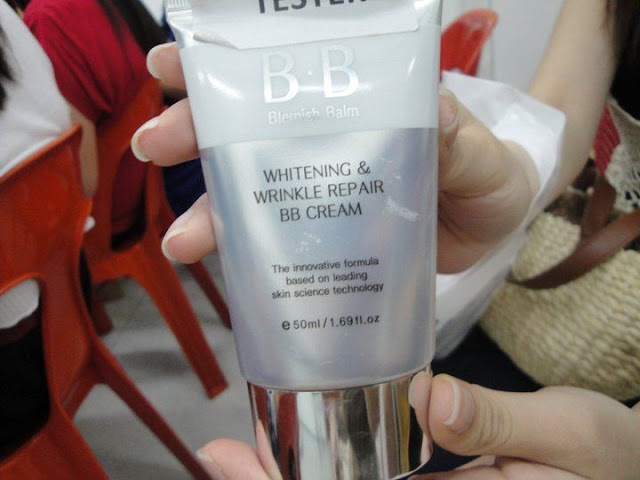 TESTER
B·B
Blemish Balm
WHITENING &
WRINKLE REPAIR
BB CREAM
The innovative formula
based on leading
skin science technology
e 50ml / 1.69fl.oz